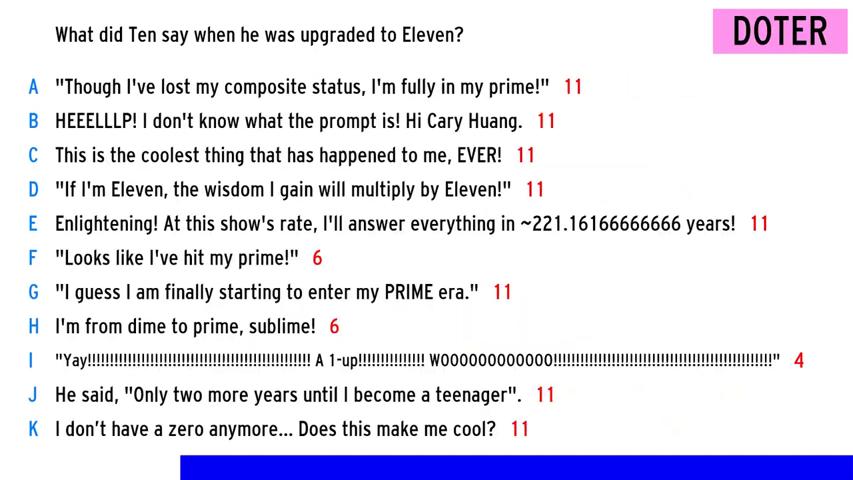 What did Ten say when he was upgraded to Eleven?
DOTER
A "Though I've lost my composite status, I'm fully in my prime!" 11
B HEEELLLP! I don't know what the prompt is! Hi Cary Huang. 11
C This is the coolest thing that has happened to me, EVER! 11
D "If I'm Eleven, the wisdom I gain will multiply by Eleven!" 11
E Enlightening! At this show's rate, I'll answer everything in ~221.16166666666 years! 11
F "Looks like I've hit my prime!" 6
G "I guess I am finally starting to enter my PRIME era." 11
H I'm from dime to prime, sublime! 6
I "Yay!!!!!!!!!!!!!!!!!!!!!!!!!!!!!!!!!!!!!!!!!!!!!!!!!! A 1-up!!!!!!!!!!!!!!! WOOOOOOOOOOOO!!!!!!!!!!!!!!!!!!!!!!!!!!!!!!!!!!!!!!!!!!!!!!!!!" 4
J He said, "Only two more years until I become a teenager". 11
K I don’t have a zero anymore... Does this make me cool? 11